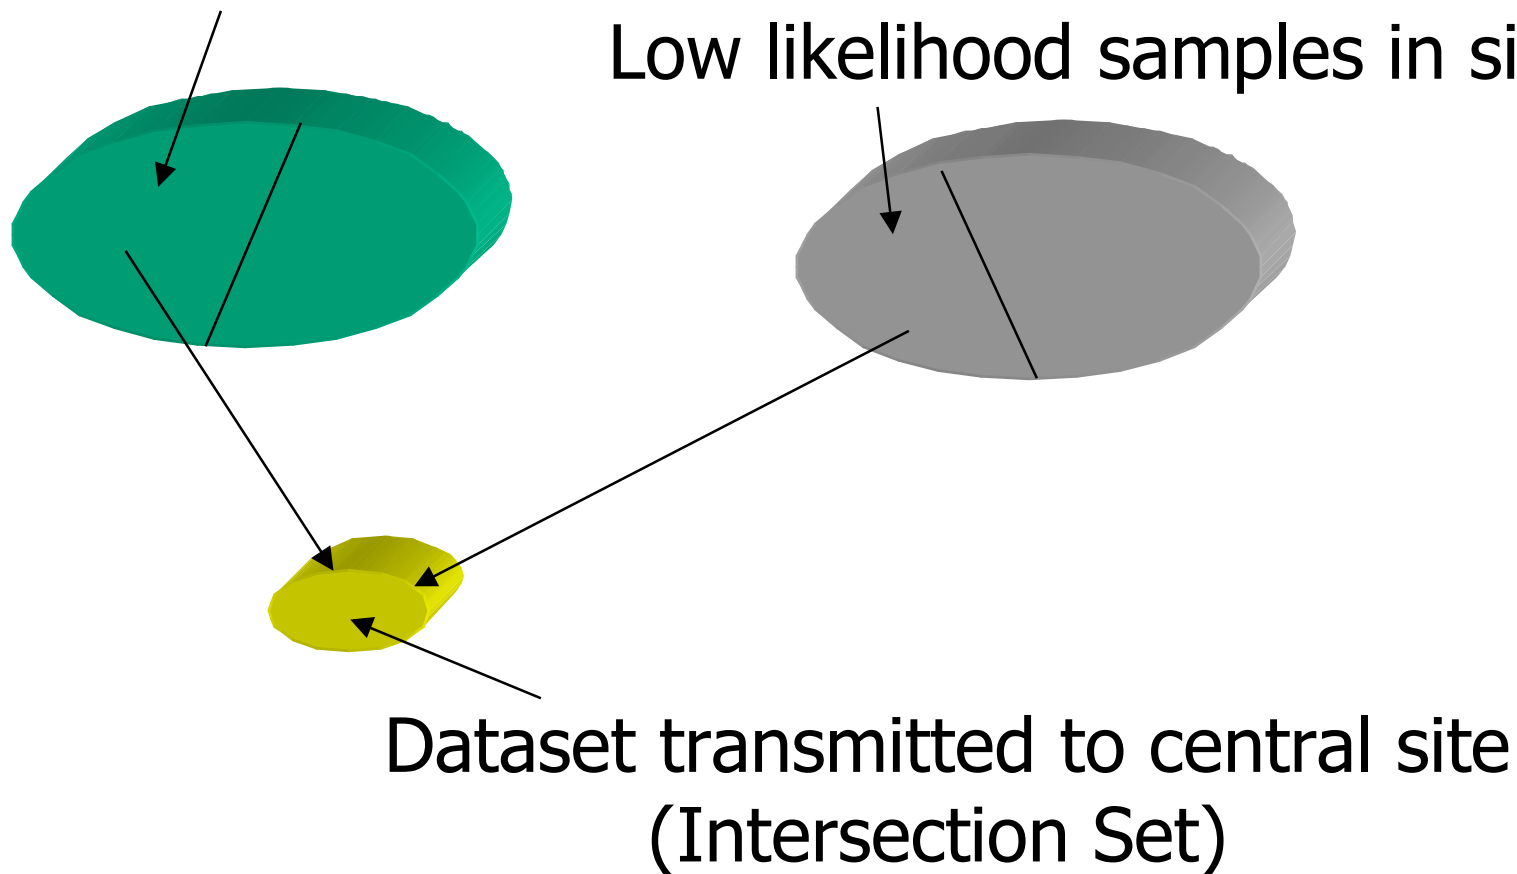 Low likelihood samples in si
Dataset transmitted to central site
(Intersection Set)